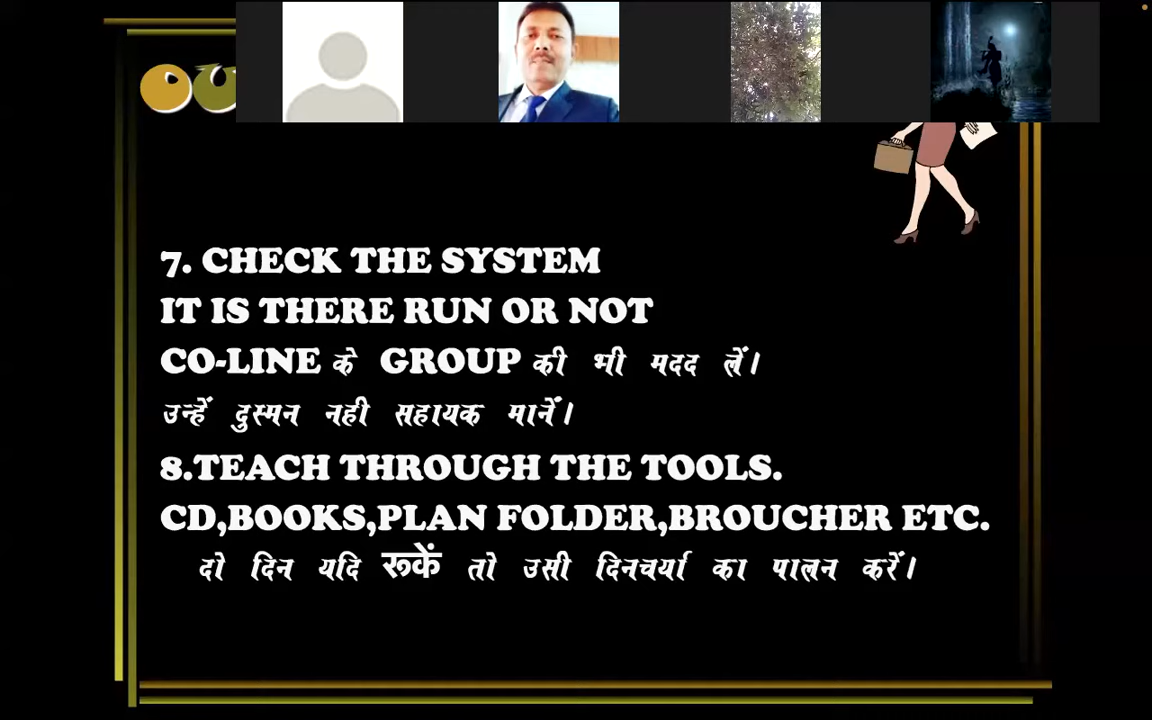 7. CHECK THE SYSTEM
IT IS THERE RUN OR NOT
CO-LINE के GROUP की भी मदद लें।
उन्हें दुस्मन नही सहायक मानें।
8.TEACH THROUGH THE TOOLS.
CD,BOOKS,PLAN FOLDER,BROUCHER ETC.
दो दिन यदि रूकें तो उसी दिनचर्या का पालन करें।